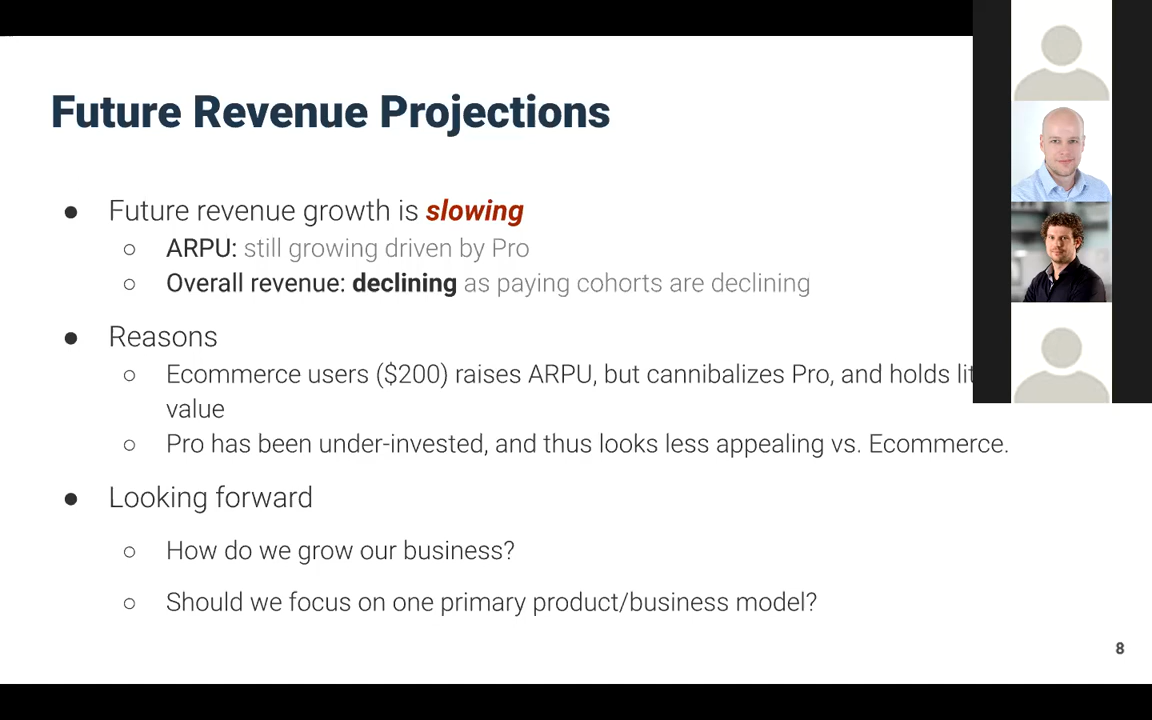 Future Revenue Projections
● Future revenue growth is slowing
○ ARPU: still growing driven by Pro
○ Overall revenue: declining as paying cohorts are declining
● Reasons
○ Ecommerce users ($200) raises ARPU, but cannibalizes Pro, and holds
value
○ Pro has been under-invested, and thus looks less appealing vs. Ecommerce.
● Looking forward
○ How do we grow our business?
○ Should we focus on one primary product/business model?
8